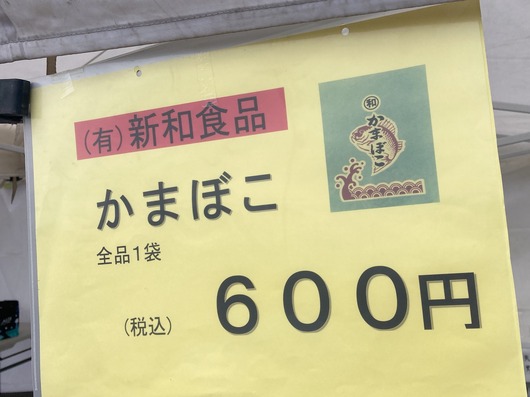 (有)新和食品
かまぼこ
全品1袋
(税込) 600円
和
かまぼこ